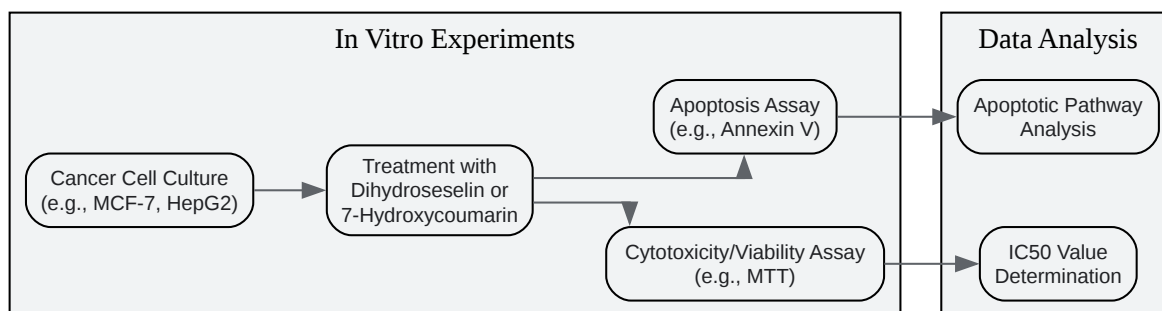 In Vitro Experiments
Data Analysis
Apoptosis Assay
(e.g., Annexin V)
Apoptotic Pathway
Analysis
Cancer Cell Culture
(e.g., MCF-7, HepG2)
Treatment with
Dihydroseselin or
7-Hydroxycoumarin
Cytotoxicity/Viability Assay
(e.g., MTT)
IC50 Value
Determination